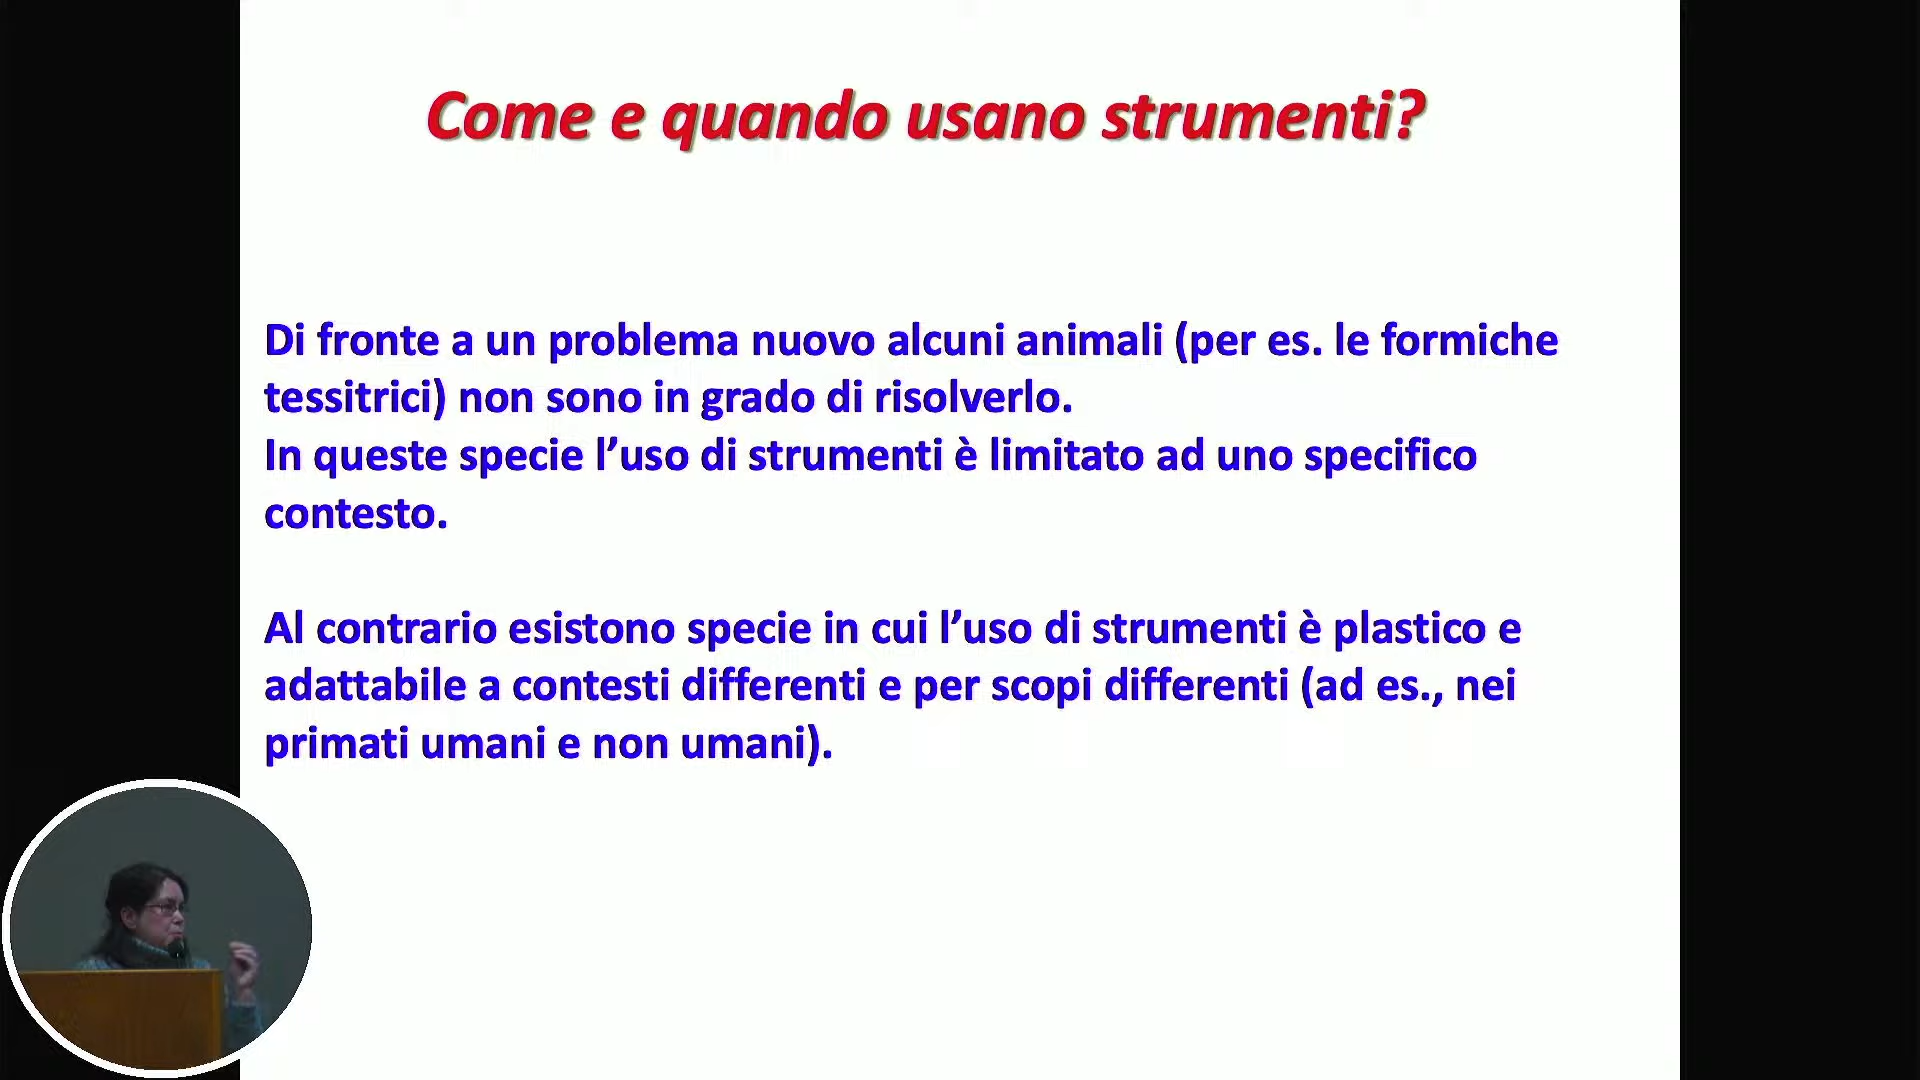 Come e quando usano strumenti?
Di fronte a un problema nuovo alcuni animali (per es. le formiche
tessitrici) non sono in grado di risolverlo.
In queste specie l’uso di strumenti è limitato ad uno specifico
contesto.
Al contrario esistono specie in cui l’uso di strumenti è plastico e
adattabile a contesti differenti e per scopi differenti (ad es., nei
primati umani e non umani).